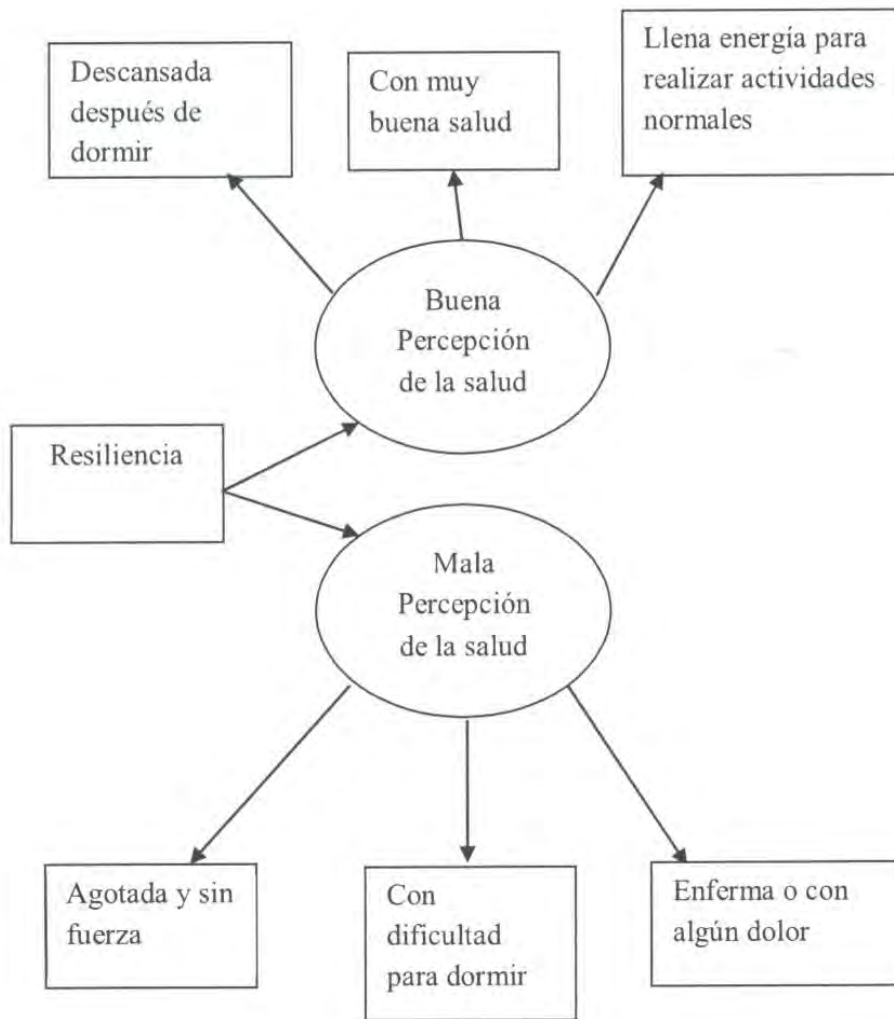 Descansada
después de
dormir
Con muy
buena salud
Llena energía para
realizar actividades
normales
Buena
Percepción
de la salud
Resiliencia
Mala
Percepción
de la salud
Agotada y sin
fuerza
Con
dificultad
para dormir
Enferma o con
algún dolor